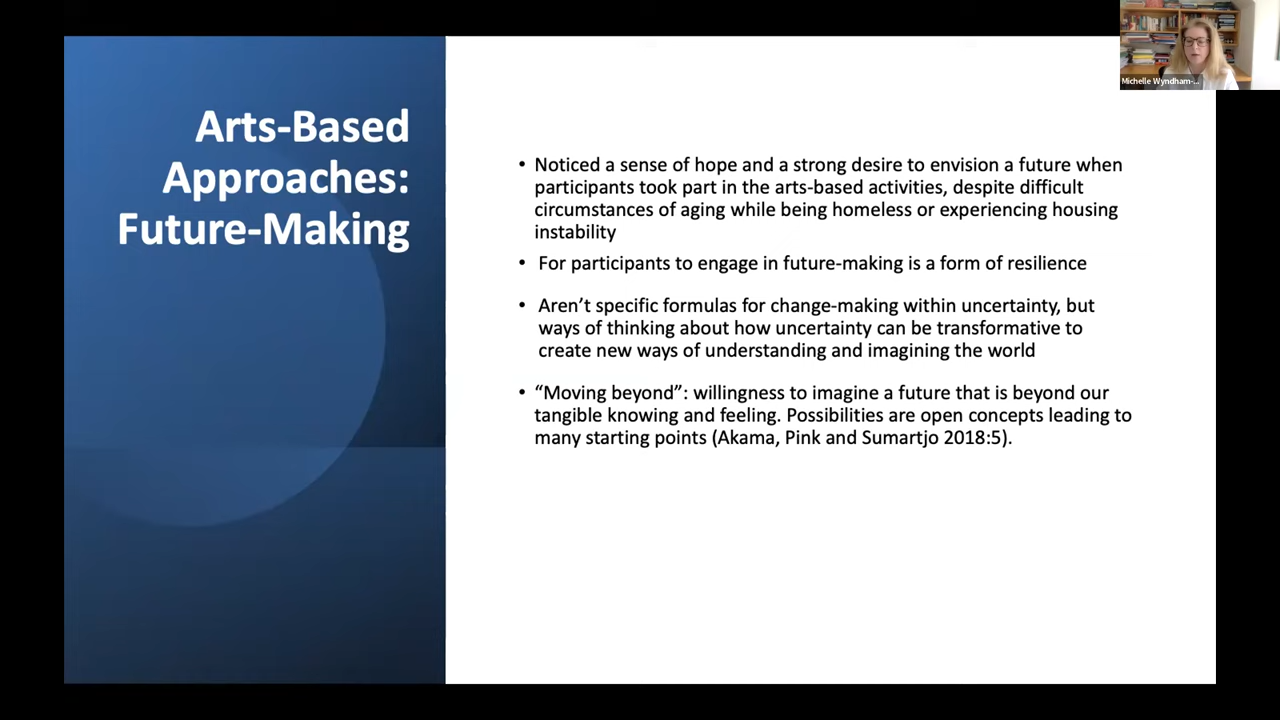 Arts-Based
Approaches:
Future-Making
• Noticed a sense of hope and a strong desire to envision a future when
participants took part in the arts-based activities, despite difficult
circumstances of aging while being homeless or experiencing housing
instability
• For participants to engage in future-making is a form of resilience
• Aren’t specific formulas for change-making within uncertainty, but
ways of thinking about how uncertainty can be transformative to
create new ways of understanding and imagining the world
• “Moving beyond”: willingness to imagine a future that is beyond our
tangible knowing and feeling. Possibilities are open concepts leading to
many starting points (Akama, Pink and Sumartjo 2018:5).
Michelle Wyndham-...